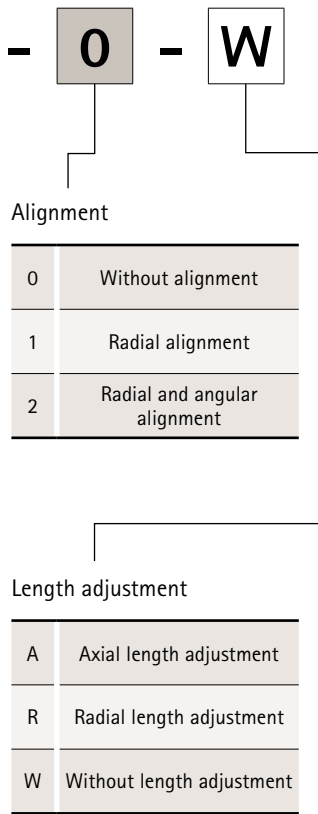 - 0 - W
Alignment
0 Without alignment
1 Radial alignment
2 Radial and angular
alignment
Length adjustment
A Axial length adjustment
R Radial length adjustment
W Without length adjustment